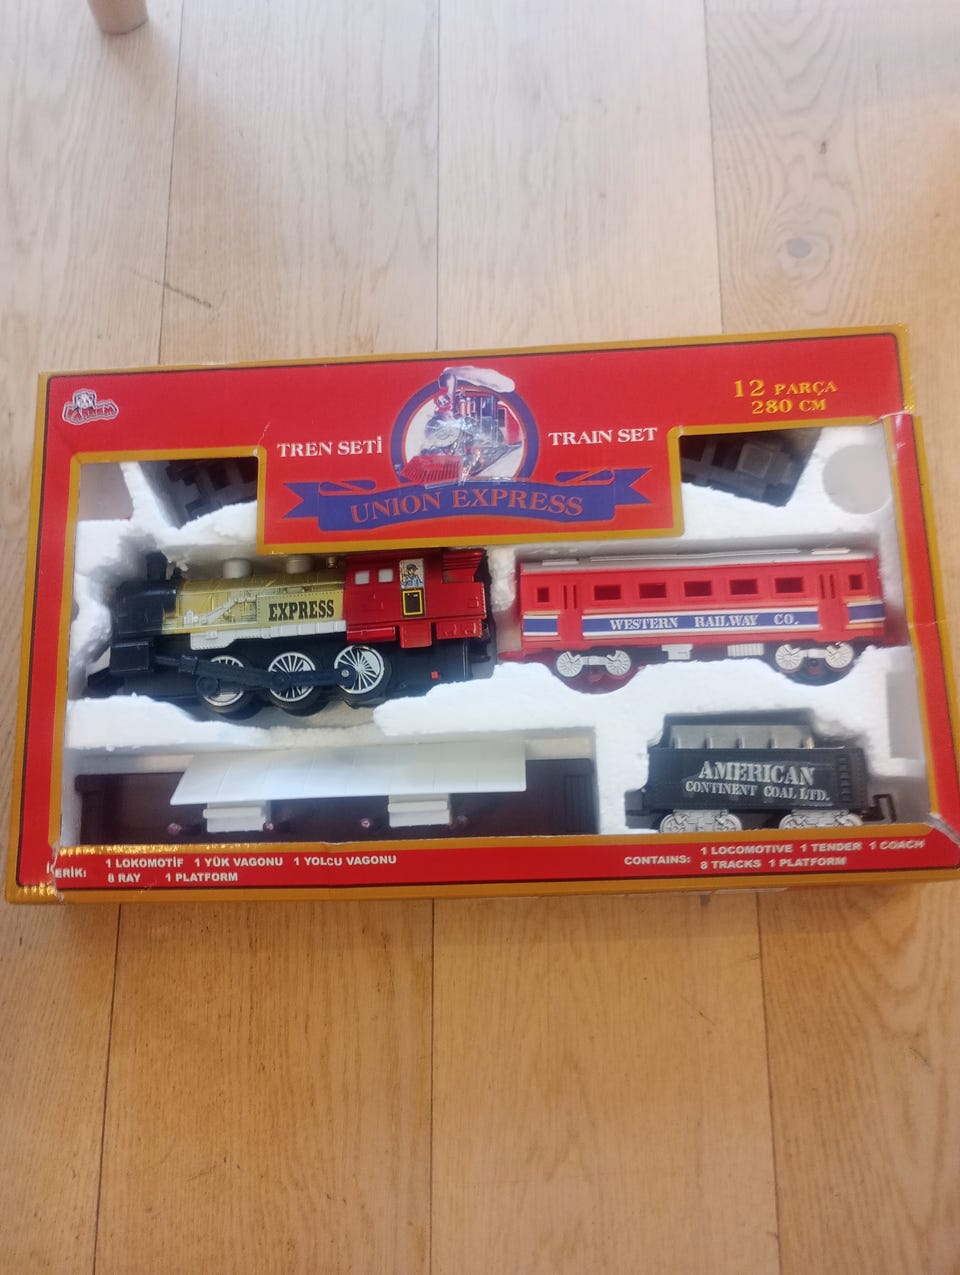 12 PARÇA
280 CM
TREN SETİ
TRAIN SET
UNION EXPRESS
EXPRESS
WESTERN RAILWAY CO.
AMERICAN
CONTINENT COAL LTD.
1 LOKOMOTİF 1 YÜK VAGONU 1 YOLCU VAGONU
ERİK: 8 RAY 1 PLATFORM
CONTAINS: 1 LOCOMOTIVE 1 TENDER 1 COACH
8 TRACKS 1 PLATFORM